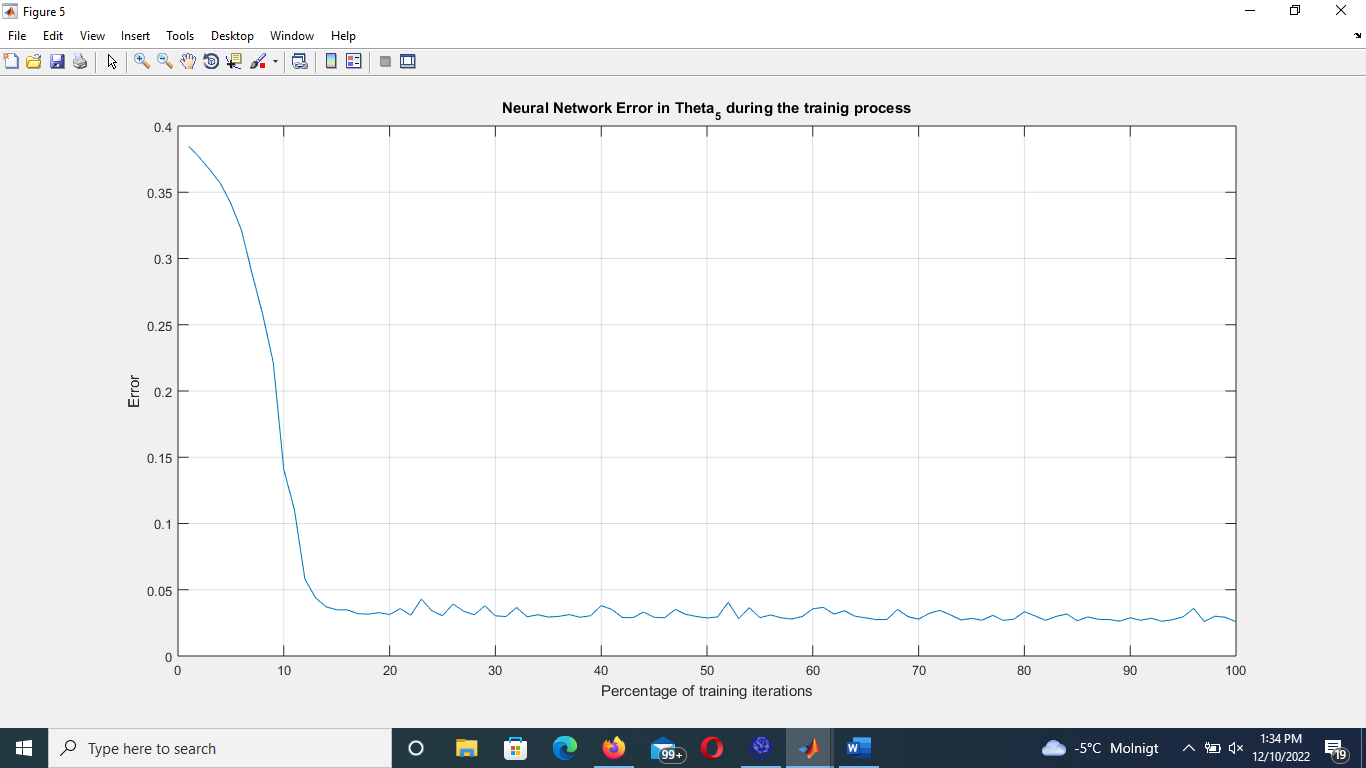 Figure 5
File Edit View Insert Tools Desktop Window Help
Neural Network Error in Theta5 during the trainig process
0.4
0.35
0.3
0.25
0.2
0.15
0.1
0.05
0
Error
0 10 20 30 40 50 60 70 80 90 100
Percentage of training iterations
Type here to search
99+
W
-5°C Molnigt
1:34 PM
12/10/2022
19